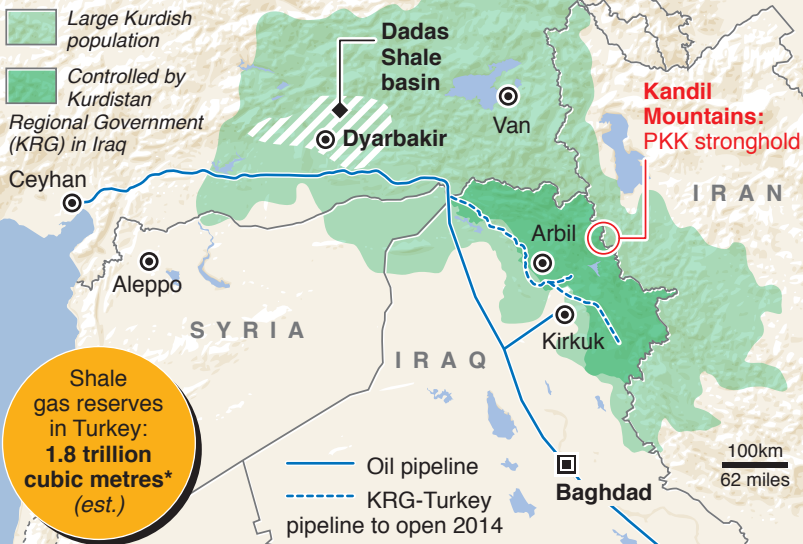 Large Kurdish
population
Controlled by
Kurdistan
Regional Government
(KRG) in Iraq
Dadas
Shale
basin
Dyarbakir
Van
Kandil
Mountains:
PKK stronghold
IRAN
Ceyhan
Aleppo
Arbil
SYRIA
IRAQ
Kirkuk
Shale
gas reserves
in Turkey:
1.8 trillion
cubic metres*
(est.)
Oil pipeline
KRG-Turkey
pipeline to open 2014
Baghdad
100km
62 miles